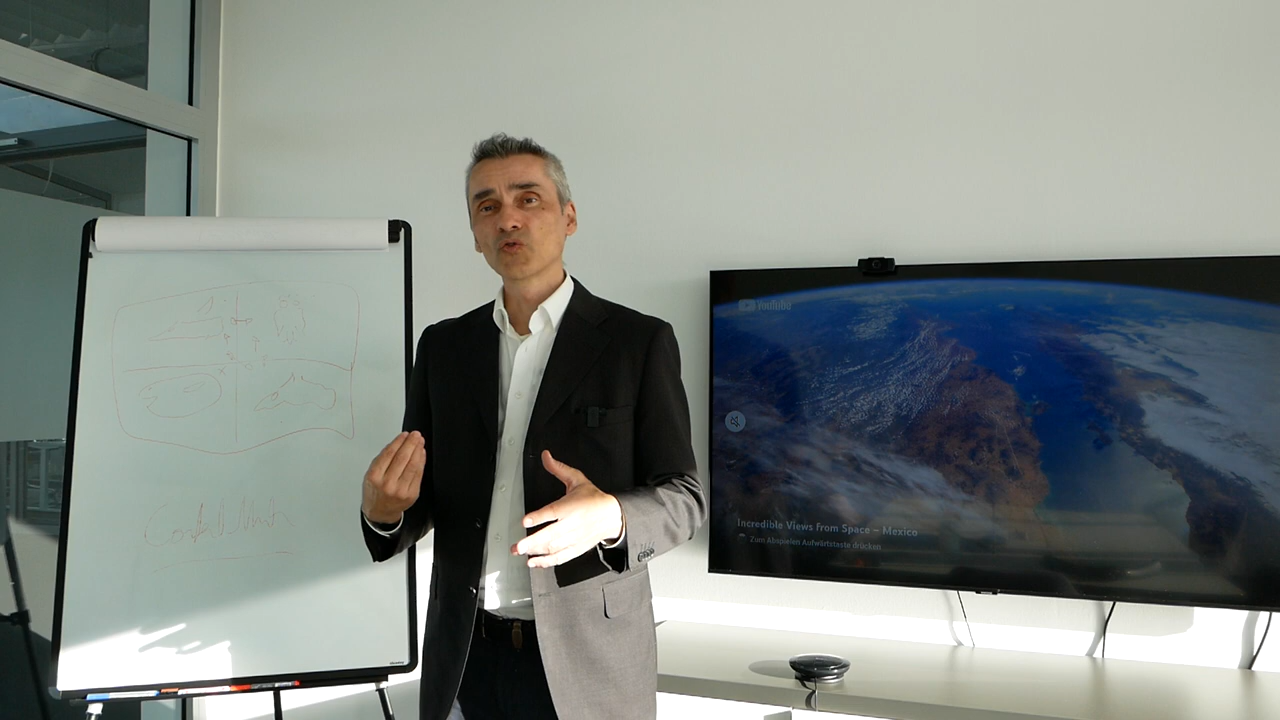 YouTube
Incredible Views from Space – Mexico
Zum Abspielen Aufwärtstaste drücken